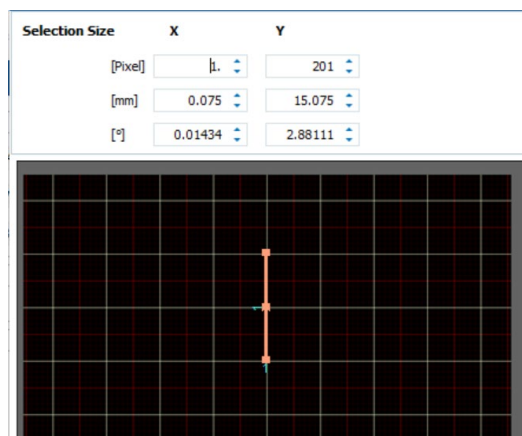 Selection Size X Y
[Pixel] 1. 201
[mm] 0.075 15.075
[°] 0.01434 2.88111